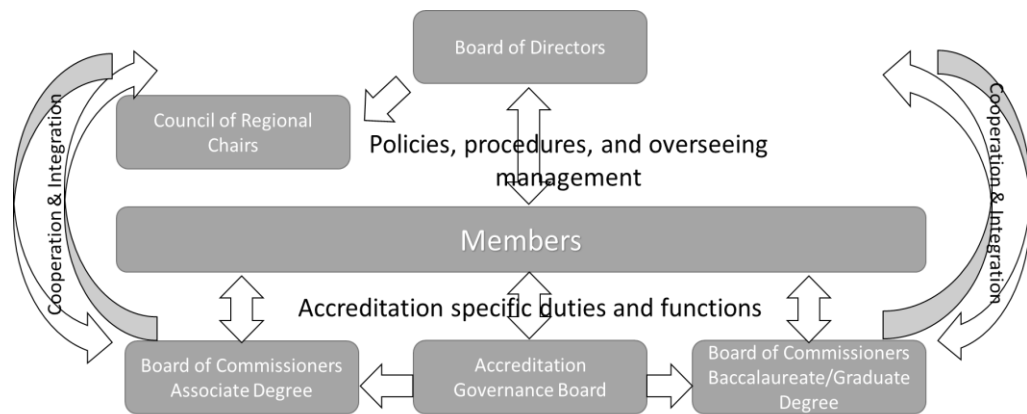 Board of Directors
Council of Regional
Chairs
Policies, procedures, and overseeing
management
Cooperation & Integration
Cooperation & Integration
Members
Accreditation specific duties and functions
Board of Commissioners
Associate Degree
Accreditation
Governance Board
Board of Commissioners
Baccalaureate/Graduate
Degree